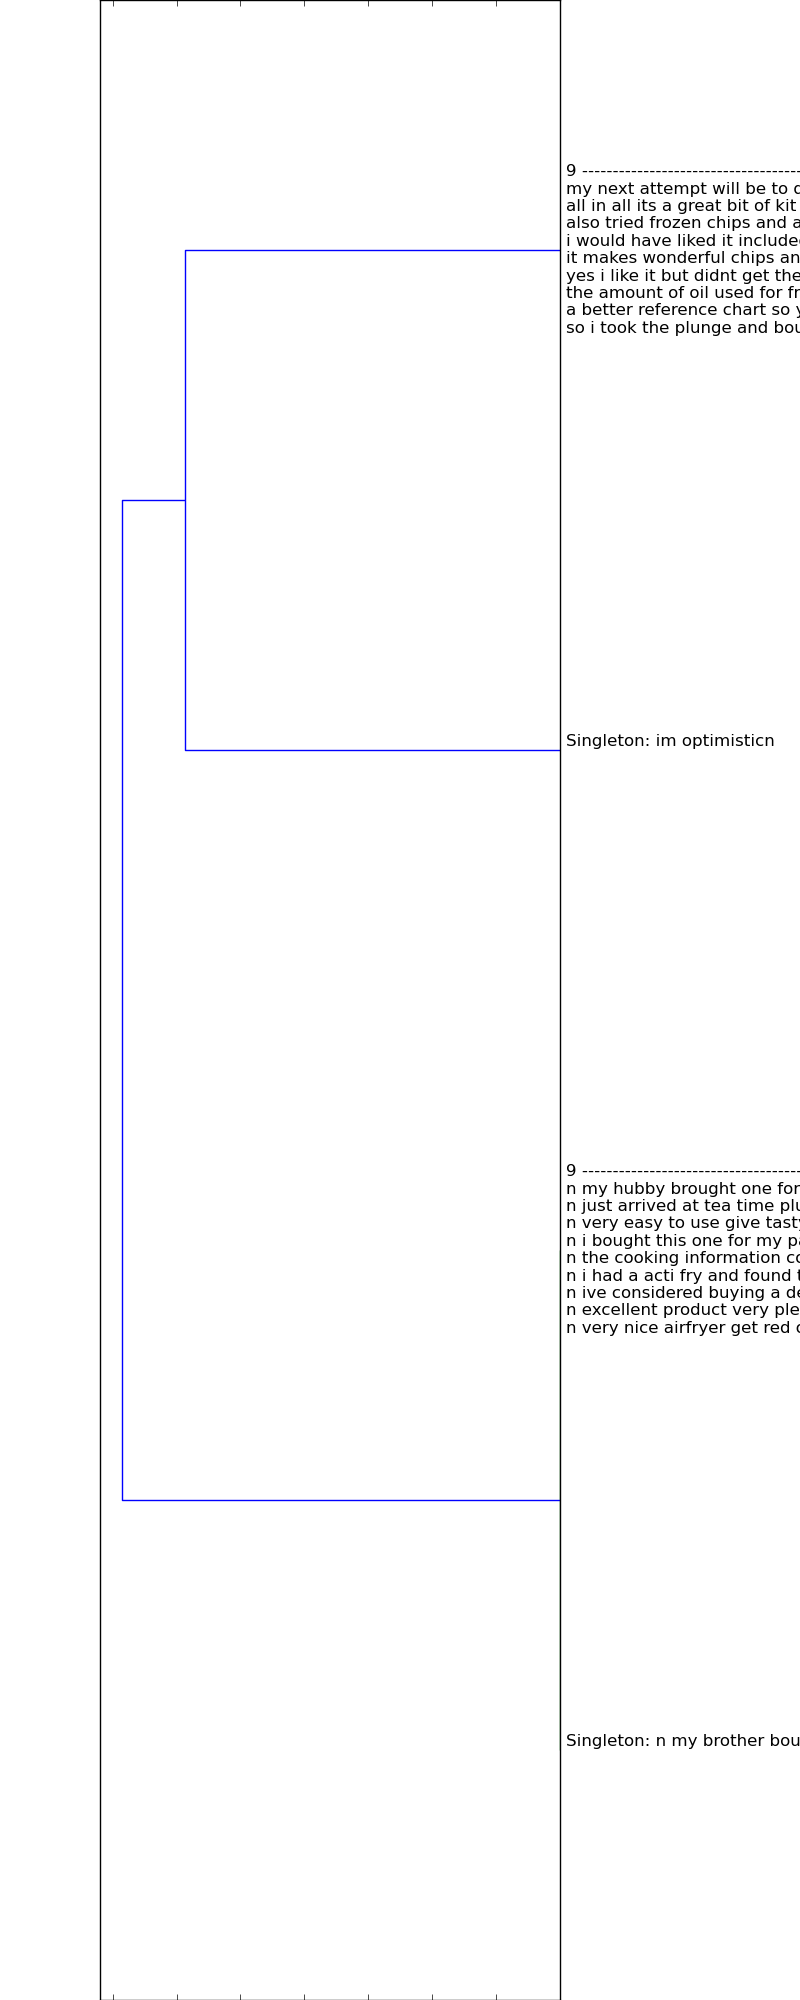 9 ------------------------------------
my next attempt will be to
all in all its a great bit of kit
also tried frozen chips and a
i would have liked it include
it makes wonderful chips an
yes i like it but didnt get the
the amount of oil used for fr
a better reference chart so y
so i took the plunge and bou
Singleton: im optimisticn
9 ------------------------------------
n my hubby brought one for
n just arrived at tea time plu
n very easy to use give tasty
n i bought this one for my pa
n the cooking information co
n i had a acti fry and found t
n ive considered buying a de
n excellent product very ple
n very nice airfryer get red
Singleton: n my brother bou